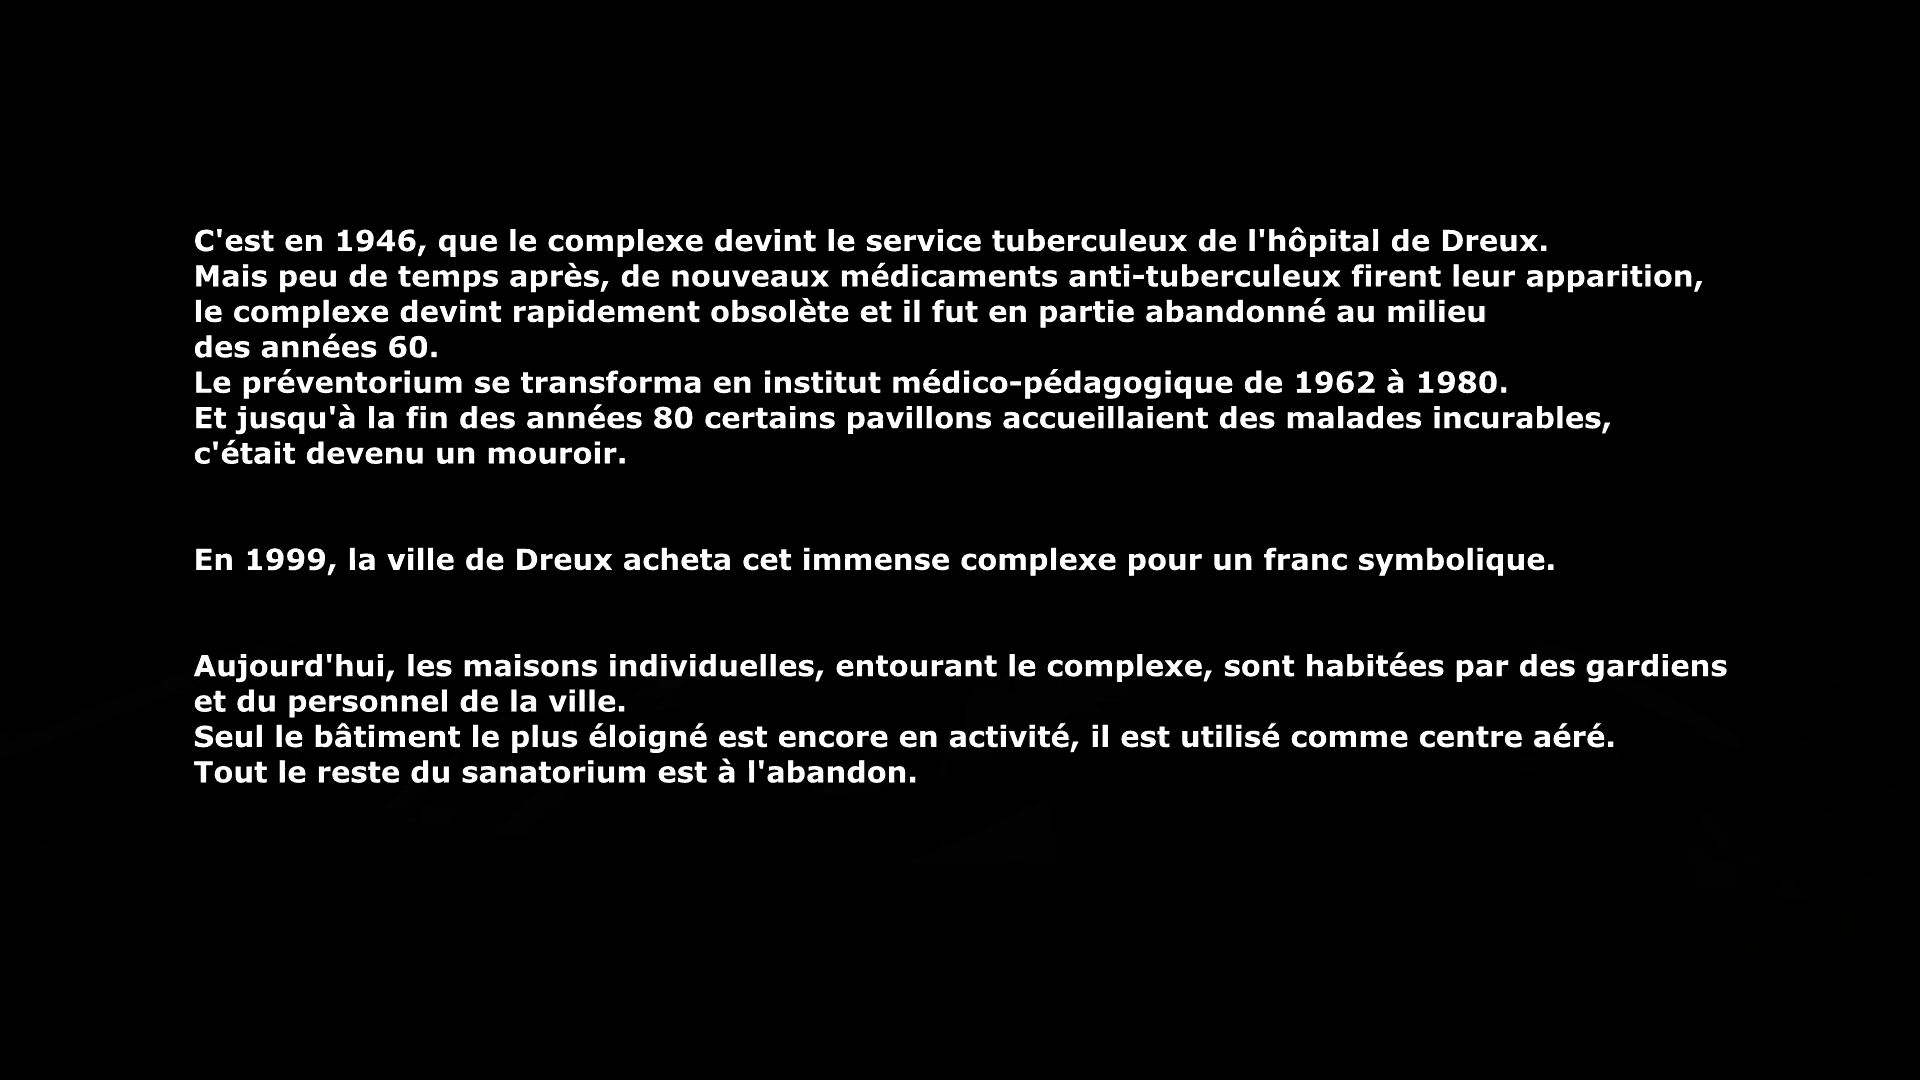 C'est en 1946, que le complexe devint le service tuberculeux de l'hôpital de Dreux.
Mais peu de temps après, de nouveaux médicaments anti-tuberculeux firent leur apparition,
le complexe devint rapidement obsolète et il fut en partie abandonné au milieu
des années 60.
Le préventorium se transforma en institut médico-pédagogique de 1962 à 1980.
Et jusqu'à la fin des années 80 certains pavillons accueillaient des malades incurables,
c'était devenu un mouroir.
En 1999, la ville de Dreux acheta cet immense complexe pour un franc symbolique.
Aujourd'hui, les maisons individuelles, entourant le complexe, sont habitées par des gardiens
et du personnel de la ville.
Seul le bâtiment le plus éloigné est encore en activité, il est utilisé comme centre aéré.
Tout le reste du sanatorium est à l'abandon.